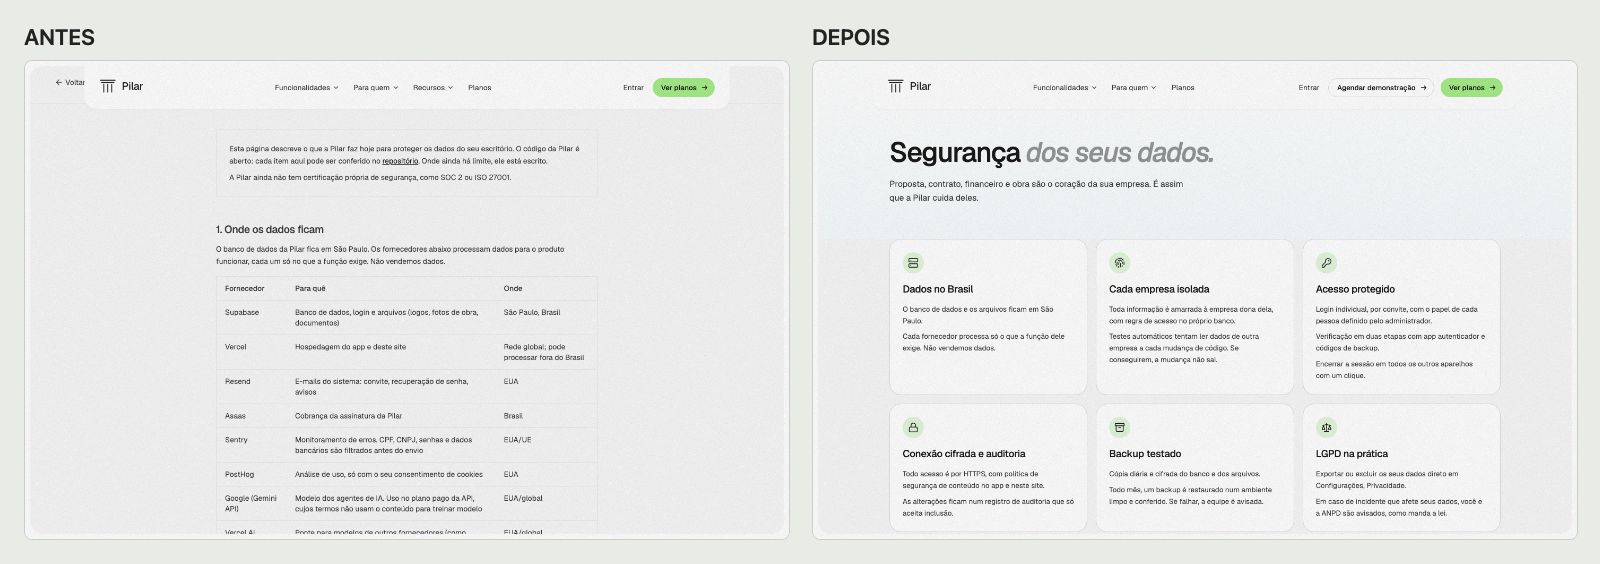 ANTES
← Voltar
Pilar
Funcionalidades
Para quem
Recursos
Planos
Entrar
Ver planos →
Esta página descreve o que a Pilar faz hoje para proteger os dados do seu escritório. O código da Pilar é
aberto: cada item aqui pode ser conferido no repositório. Onde ainda há limite, ele está escrito.
A Pilar ainda não tem certificação própria de segurança, como SOC 2 ou ISO 27001.
1. Onde os dados ficam
O banco de dados da Pilar fica em São Paulo. Os fornecedores abaixo processam dados para o produto
funcionar, cada um só no que a função exige. Não vendemos dados.
Fornecedor Para quê Onde
Supabase Banco de dados, login e arquivos (logos, fotos de obra, São Paulo, Brasil
documentos)
Vercel Hospedagem do app e deste site Rede global; pode
processar fora do Brasil
Resend E-mails do sistema: convite, recuperação de senha, EUA
avisos
Asaas Cobrança da assinatura da Pilar Brasil
Sentry Monitoramento de erros. CPF, CNPJ, senhas e dados EUA/UE
bancários são filtrados antes do envio
PostHog Análise de uso, só com o seu consentimento de cookies EUA
Google (Gemini Modelo dos agentes de IA. Uso no plano pago da API, EUA/global
API) cujos termos não usam o conteúdo para treinar modelo
Vercel AI Ponte para modelos de outros fornecedores (como EUA/global
DEPOIS
Pilar
Funcionalidades
Para quem
Planos
Entrar
Agendar demonstração →
Ver planos →
Segurança dos seus dados.
Proposta, contrato, financeiro e obra são o coração da sua empresa. É assim
que a Pilar cuida deles.
Dados no Brasil
O banco de dados e os arquivos ficam em São
Paulo.
Cada fornecedor processa só o que a função dele
exige. Não vendemos dados.
Cada empresa isolada
Toda informação é amarrada à empresa dona dela,
com regra de acesso no próprio banco.
Testes automáticos tentam ler dados de outra
empresa a cada mudança de código. Se
conseguirem, a mudança não sai.
Acesso protegido
Login individual, por convite, com o papel de cada
pessoa definido pelo administrador.
Verificação em duas etapas com app autenticador e
códigos de backup.
Encerrar a sessão em todos os outros aparelhos
com um clique.
Conexão cifrada e auditoria
Todo acesso é por HTTPS, com política de
segurança de conteúdo no app e neste site.
As alterações ficam num registro de auditoria que só
aceita inclusão.
Backup testado
Cópia diária e cifrada do banco e dos arquivos.
Todo mês, um backup é restaurado num ambiente
limpo e conferido. Se falhar, a equipe é avisada.
LGPD na prática
Exportar ou excluir os seus dados direto em
Configurações, Privacidade.
Em caso de incidente que afete seus dados, você e
a ANPD são avisados, como manda a lei.